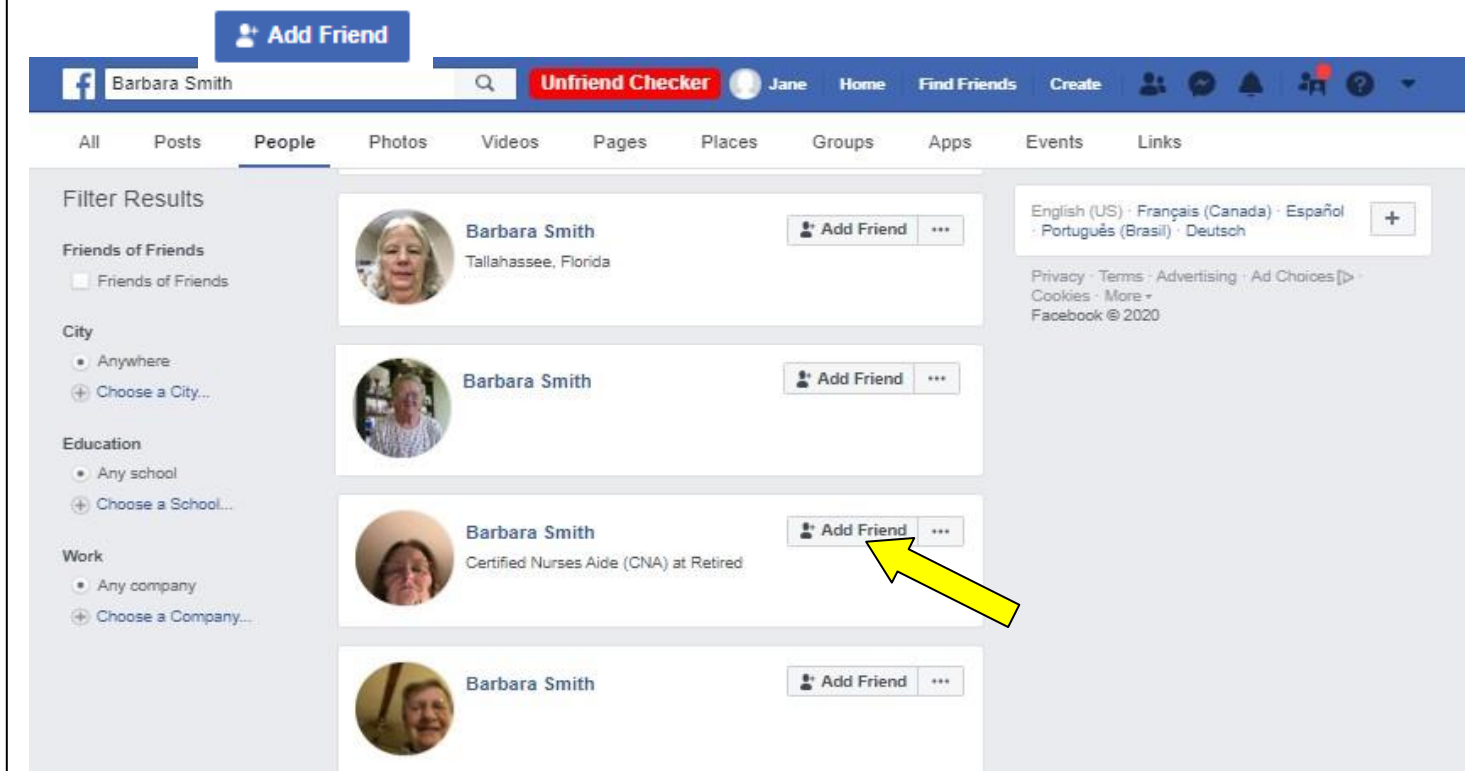 Add Friend
f Barbara Smith Unfriend Checker Jane Home Find Friends Create
All Posts People Photos Videos Pages Places Groups Apps Events Links
Filter Results
Friends of Friends
Friends of Friends
City
Anywhere
Choose a City...
Education
Any school
Choose a School...
Work
Any company
Choose a Company...
Barbara Smith
Add Friend ...
Tallahassee, Florida
Barbara Smith
Add Friend ...
Barbara Smith
Add Friend ...
Certified Nurses Aide (CNA) at Retired
Barbara Smith
Add Friend ...
English (US) · Français (Canada) · Español
· Português (Brasil) · Deutsch
+
Privacy · Terms · Advertising · Ad Choices ·
Cookies · More
Facebook © 2020